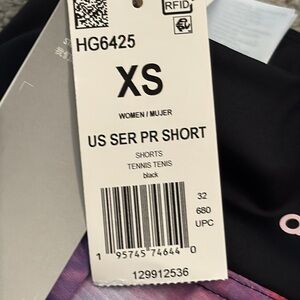 RFID
HG6425
XS
WOMEN / MUJER
US SER PR SHORT
SHORTS
TENNIS TENIS
black
32
680
UPC
1 95745 74644 0
129912536